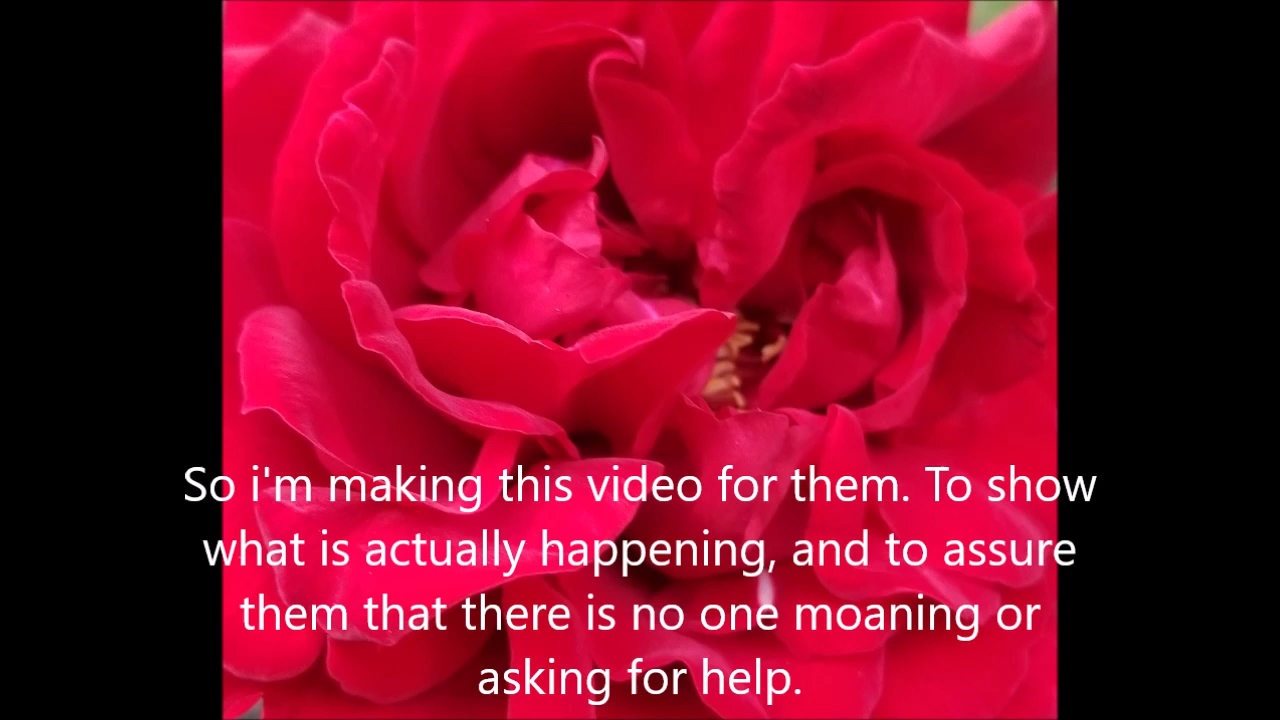 So i'm making this video for them. To show
what is actually happening, and to assure
them that there is no one moaning or
asking for help.